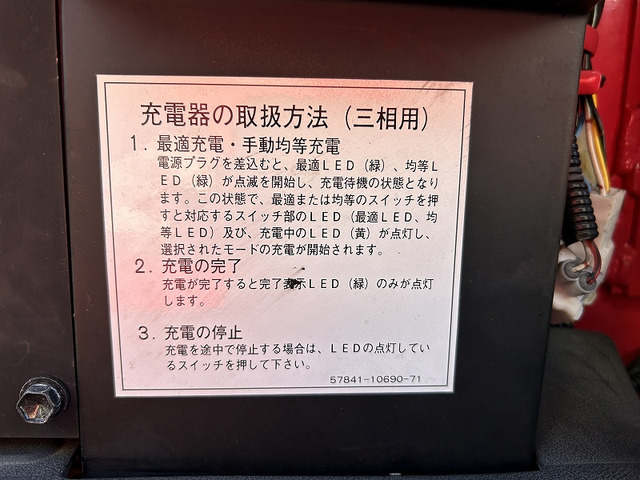 充電器の取扱方法（三相用）
1．最適充電・手動均等充電
電源プラグを差込むと、最適LED（緑）、均等L
ED（緑）が点滅を開始し、充電待機の状態となり
ます。この状態で、最適または均等のスイッチを押
すと対応するスイッチ部のLED（最適LED、均
等LED）及び、充電中のLED（黄）が点灯し、
選択されたモードの充電が開始されます。
2．充電の完了
充電が完了すると完了表示LED（緑）のみが点灯
します。
3．充電の停止
充電を途中で停止する場合は、LEDの点灯してい
るスイッチを押して下さい。
57841-10690-71